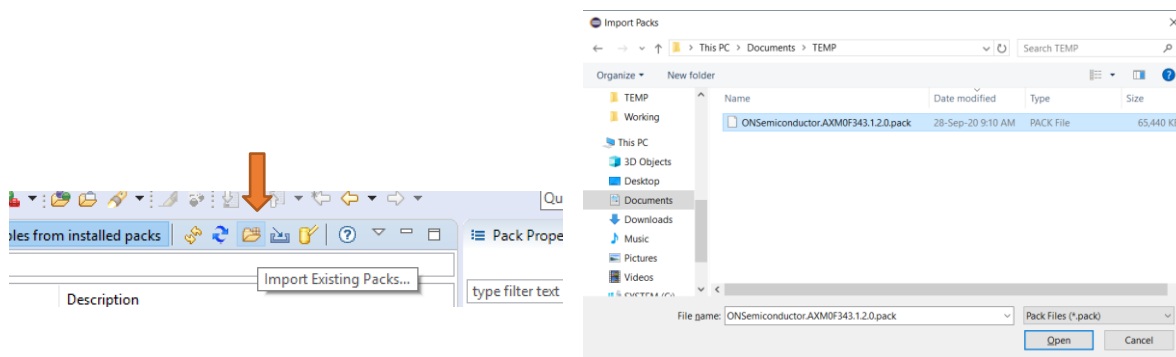 Qu
les from installed packs
Pack Prope
Import Existing Packs...
type filter text
Description
Import Packs
This PC > Documents > TEMP
Search TEMP
Organize
New folder
TEMP
Working
This PC
3D Objects
Desktop
Documents
Downloads
Music
Pictures
Videos
Name
Date modified
Type
Size
ONSemiconductor.AXM0F343.1.2.0.pack
28-Sep-20 9:10 AM
PACK File
65,440 KB
File name:
ONSemiconductor.AXM0F343.1.2.0.pack
Pack Files (*.pack)
Open
Cancel